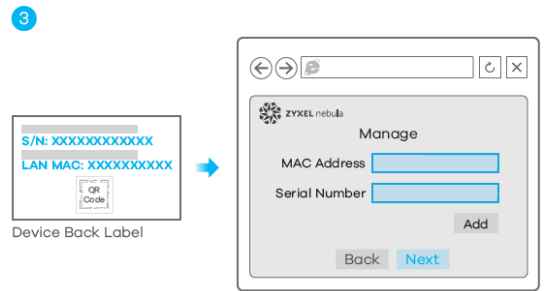 3
S/N: XXXXXXXXXXXX
LAN MAC: XXXXXXXXXX
QR
Code
Device Back Label
ZYXEL nebula
Manage
MAC Address
Serial Number
Add
Back Next